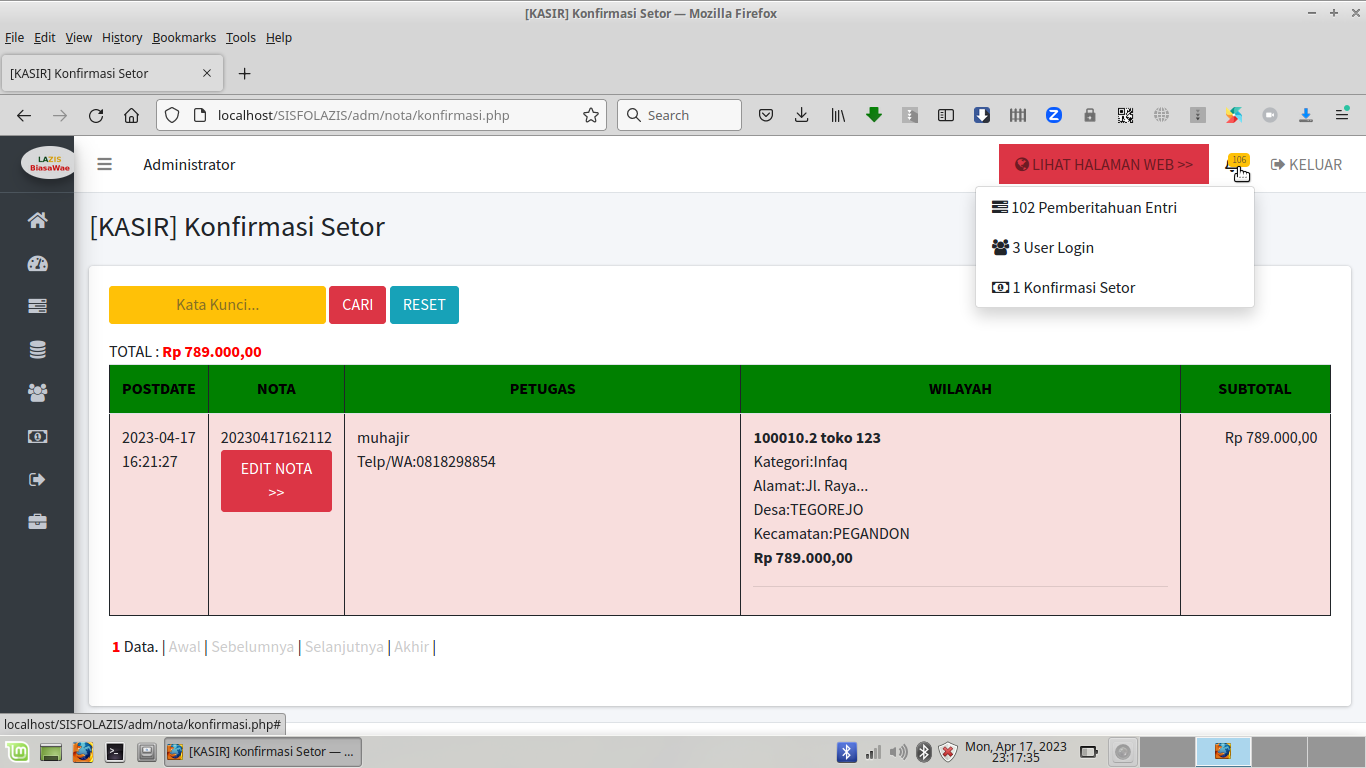 [KASIR] Konfirmasi Setor — Mozilla Firefox
File Edit View History Bookmarks Tools Help
[KASIR] Konfirmasi Setor
localhost/SISFOLAZIS/adm/nota/konfirmasi.php
Search
LAZIS
BiasaWae
Administrator
LIHAT HALAMAN WEB >>
106
KELUAR
102 Pemberitahuan Entri
3 User Login
1 Konfirmasi Setor
[KASIR] Konfirmasi Setor
Kata Kunci...
CARI
RESET
TOTAL : Rp 789.000,00
POSTDATE NOTA PETUGAS WILAYAH SUBTOTAL
2023-04-17
16:21:27
20230417162112
EDIT NOTA
>>
muhajir
Telp/WA:0818298854
100010.2 toko 123
Kategori:Infaq
Alamat:Jl. Raya...
Desa:TEGOREJO
Kecamatan:PEGANDON
Rp 789.000,00
Rp 789.000,00
1 Data. | Awal | Sebelumnya | Selanjutnya | Akhir |
localhost/SISFOLAZIS/adm/nota/konfirmasi.php#
[KASIR] Konfirmasi Setor — ...
Mon, Apr 17, 2023
23:17:35